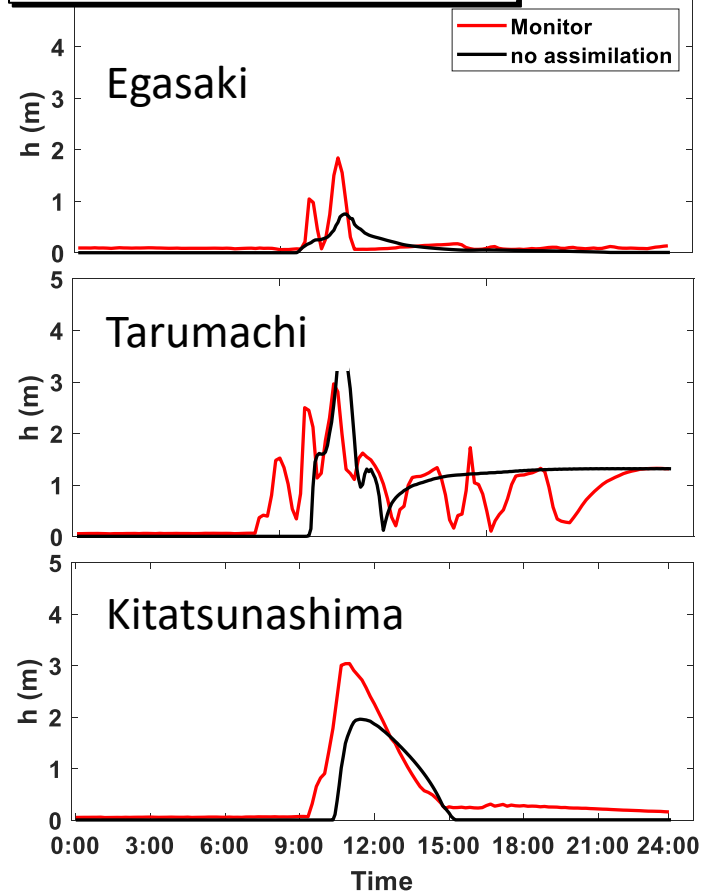 Monitor
no assimilation
Egasaki
h (m)
4
3
2
1
0
Tarumachi
h (m)
5
4
3
2
1
0
Kitatsunashima
h (m)
5
4
3
2
1
0
0:00 3:00 6:00 9:00 12:00 15:00 18:00 21:00 24:00
Time